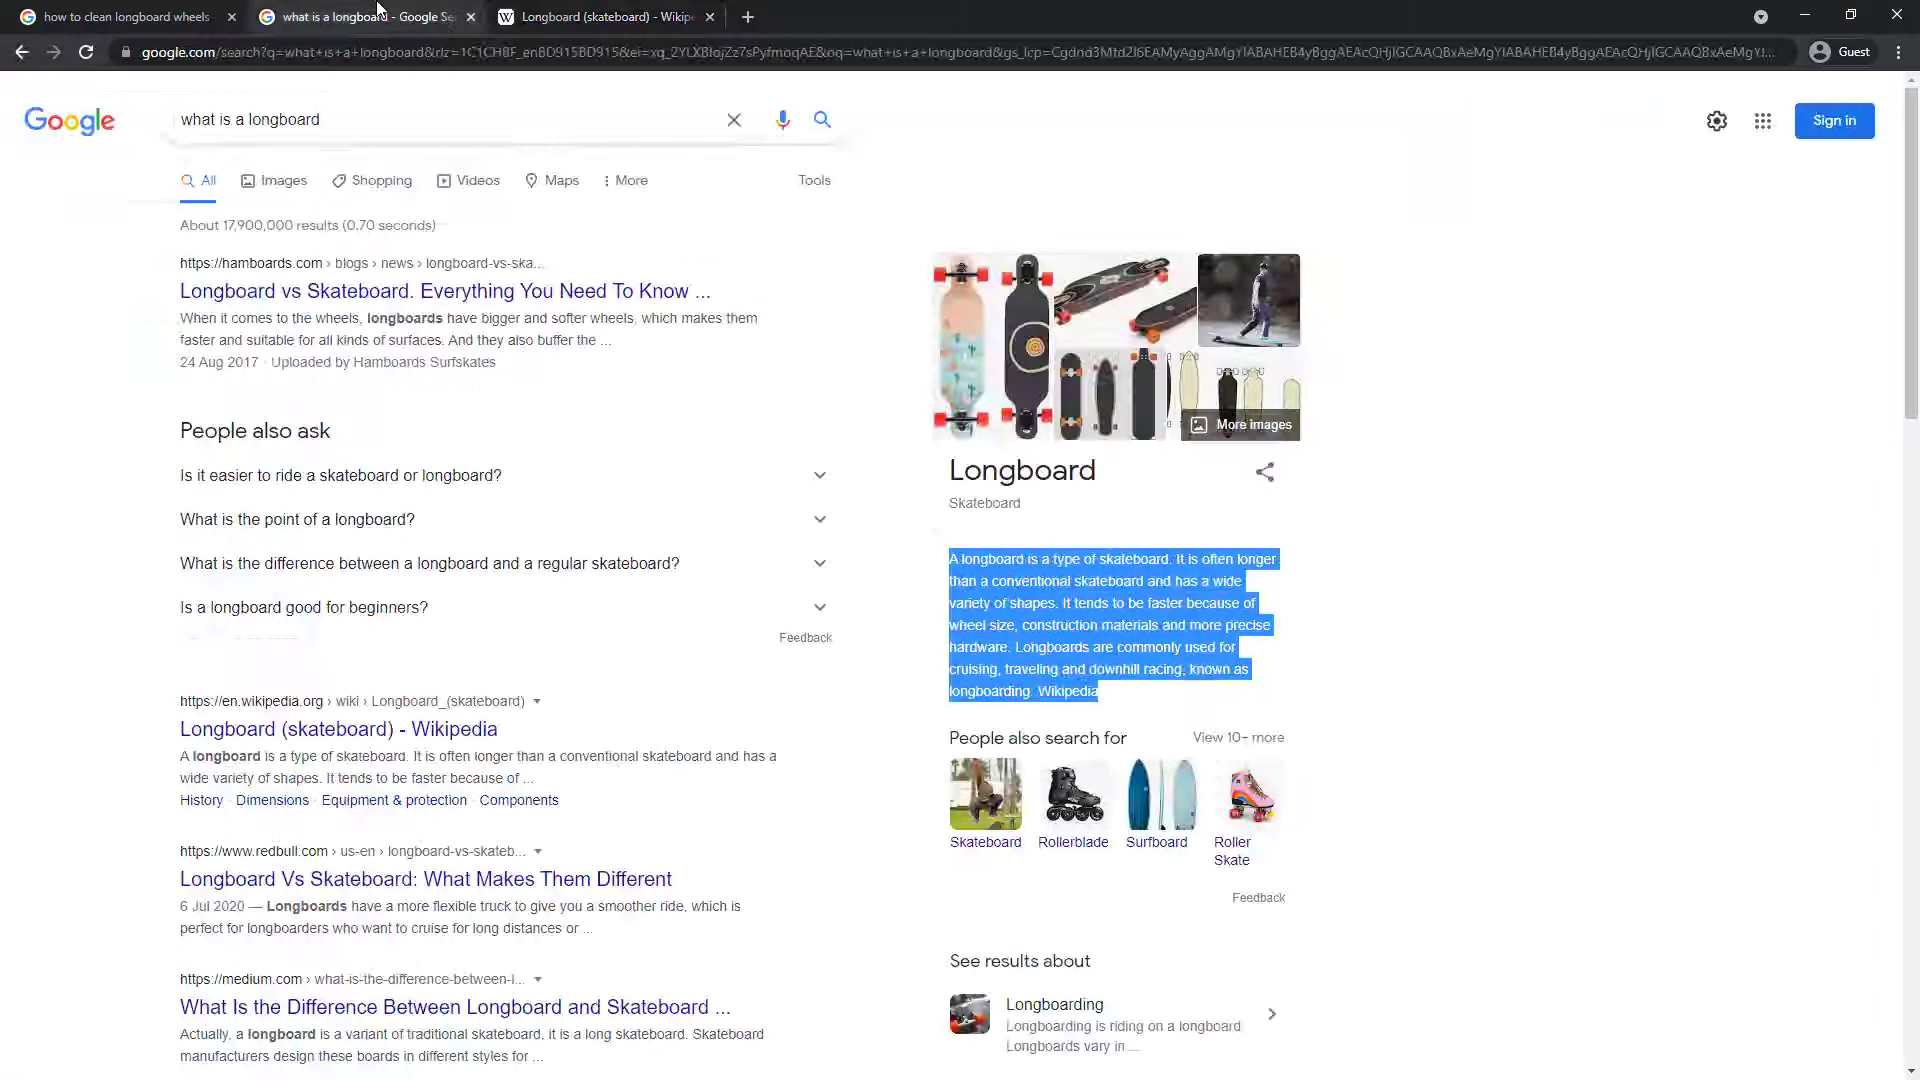 how to clean longboard wheels
what is a longboard - Google Se
Longboard (skateboard) - Wikipe
Guest
Google
what is a longboard
Sign in
All
Images
Shopping
Videos
Maps
More
Tools
About 17,900,000 results (0.70 seconds)
https://hamboards.com › blogs › news › longboard-vs-ska...
Longboard vs Skateboard. Everything You Need To Know ...
When it comes to the wheels, longboards have bigger and softer wheels, which makes them
faster and suitable for all kinds of surfaces. And they also buffer the ...
24 Aug 2017 · Uploaded by Hamboards Surfskates
People also ask
Is it easier to ride a skateboard or longboard?
What is the point of a longboard?
What is the difference between a longboard and a regular skateboard?
Is a longboard good for beginners?
Feedback
https://en.wikipedia.org › wiki › Longboard_(skateboard)
Longboard (skateboard) - Wikipedia
A longboard is a type of skateboard. It is often longer than a conventional skateboard and has a
wide variety of shapes. It tends to be faster because of ...
History · Dimensions · Equipment & protection · Components
https://www.redbull.com › us-en › longboard-vs-skateb...
Longboard Vs Skateboard: What Makes Them Different
6 Jul 2020 — Longboards have a more flexible truck to give you a smoother ride, which is
perfect for longboarders who want to cruise for long distances or ...
https://medium.com › what-is-the-difference-between-l...
What Is the Difference Between Longboard and Skateboard ...
Actually, a longboard is a variant of traditional skateboard, it is a long skateboard. Skateboard
manufacturers design these boards in different styles for ...
More images
Longboard
Skateboard
A longboard is a type of skateboard. It is often longer
than a conventional skateboard and has a wide
variety of shapes. It tends to be faster because of
wheel size, construction materials and more precise
hardware. Longboards are commonly used for
cruising, traveling and downhill racing, known as
longboarding. Wikipedia
People also search for
View 10+ more
Skateboard
Rollerblade
Surfboard
Roller
Skate
Feedback
See results about
Longboarding
Longboarding is riding on a longboard
Longboards vary in ...